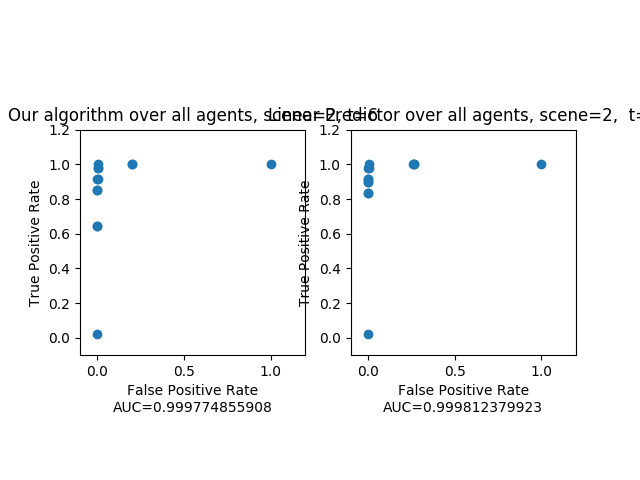 Our algorithm over all agents, scene=2, t=6
Linear Predictor over all agents, scene=2,  t=
1.2
1.0
0.8
0.6
0.4
0.2
0.0
True Positive Rate
0.0 0.5 1.0
False Positive Rate
AUC=0.999774855908
1.2
1.0
0.8
0.6
0.4
0.2
0.0
True Positive Rate
0.0 0.5 1.0
False Positive Rate
AUC=0.999812379923